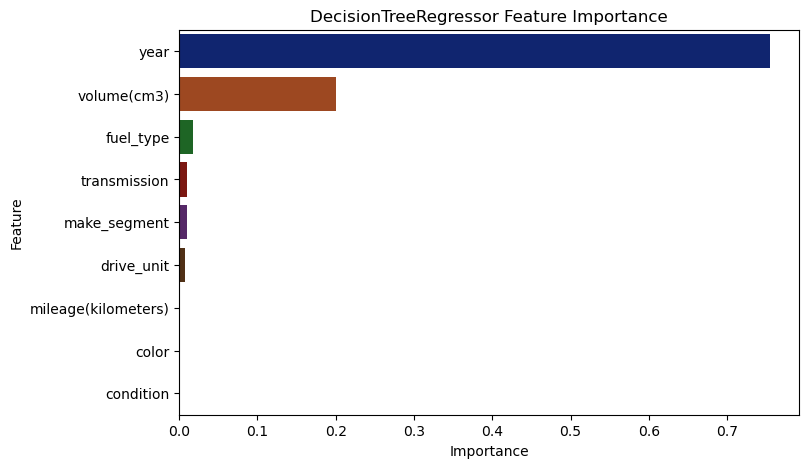 DecisionTreeRegressor Feature Importance
year
volume(cm3)
fuel_type
transmission
make_segment
drive_unit
mileage(kilometers)
color
condition
Feature
0.0 0.1 0.2 0.3 0.4 0.5 0.6 0.7
Importance